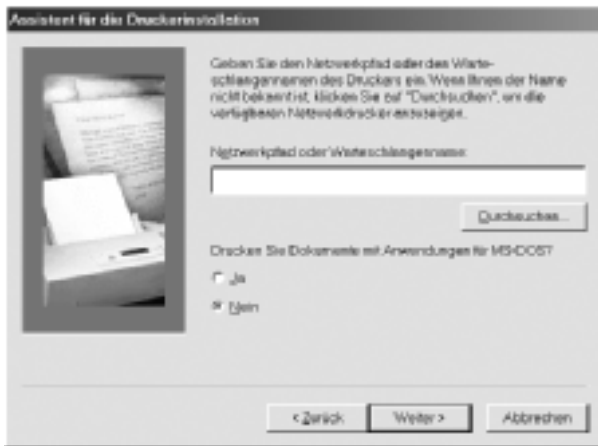 Assistent für die Druckerinstallation
Geben Sie den Netzwerkpfad oder den Warte-
schlangennamen des Druckers ein. Wenn Ihnen der Name
nicht bekannt ist, klicken Sie auf "Durchsuchen", um die
verfügbaren Netzwerkdrucker anzuzeigen.
Netzwerkpfad oder Warteschlangenname:
Durchsuchen...
Drucken Sie Dokumente mit Anwendungen für MS-DOS?
Ja
Nein
< Zurück
Weiter >
Abbrechen